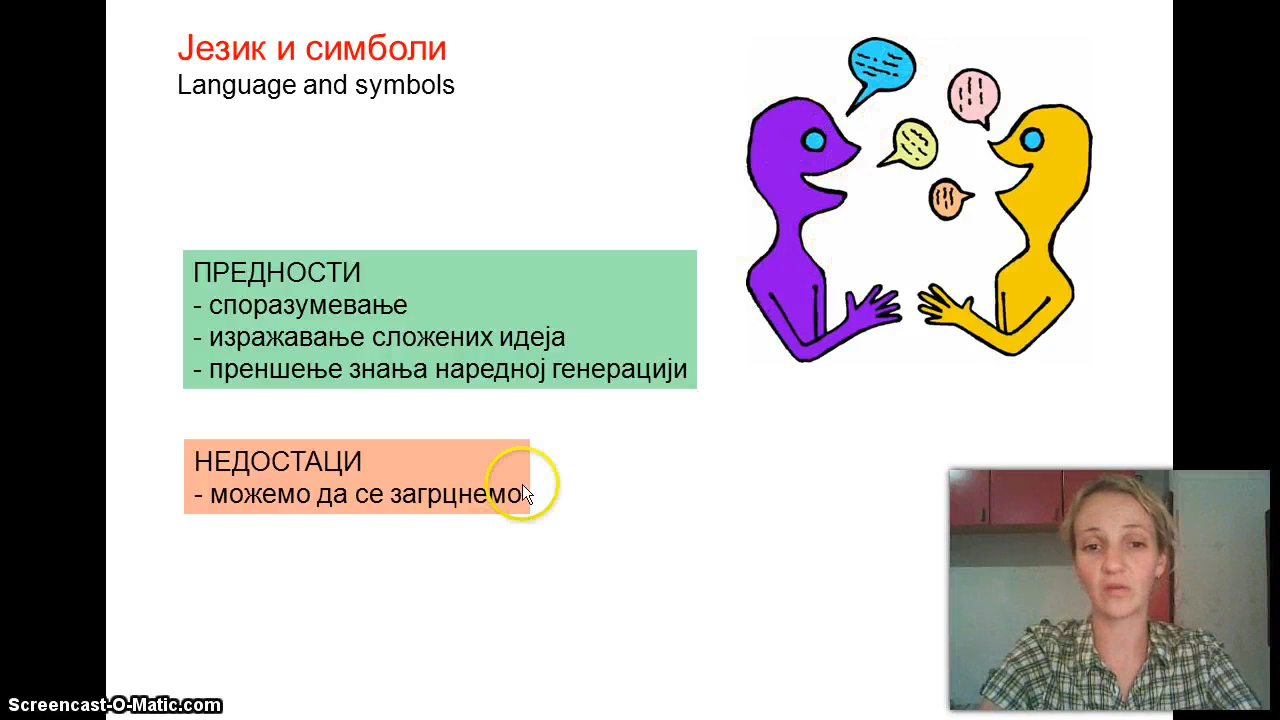 Језик и симболи
Language and symbols
ПРЕДНОСТИ
- споразумевање
- изражавање сложених идеја
- преншење знања наредној генерацији
НЕДОСТАЦИ
- можемо да се загрцнемо
Screencast-O-Matic.com